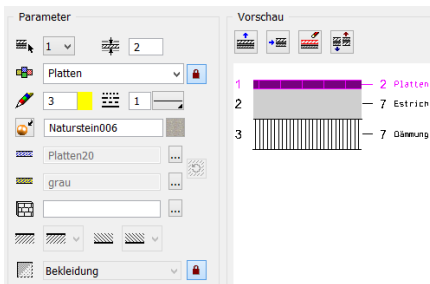 Parameter
1 2
Platten
3 1
Naturstein006
Platten20
...
grau
...
...
Bekleidung
Vorschau
1 2 Platten
2 7 Estrich
3 7 Dämmung